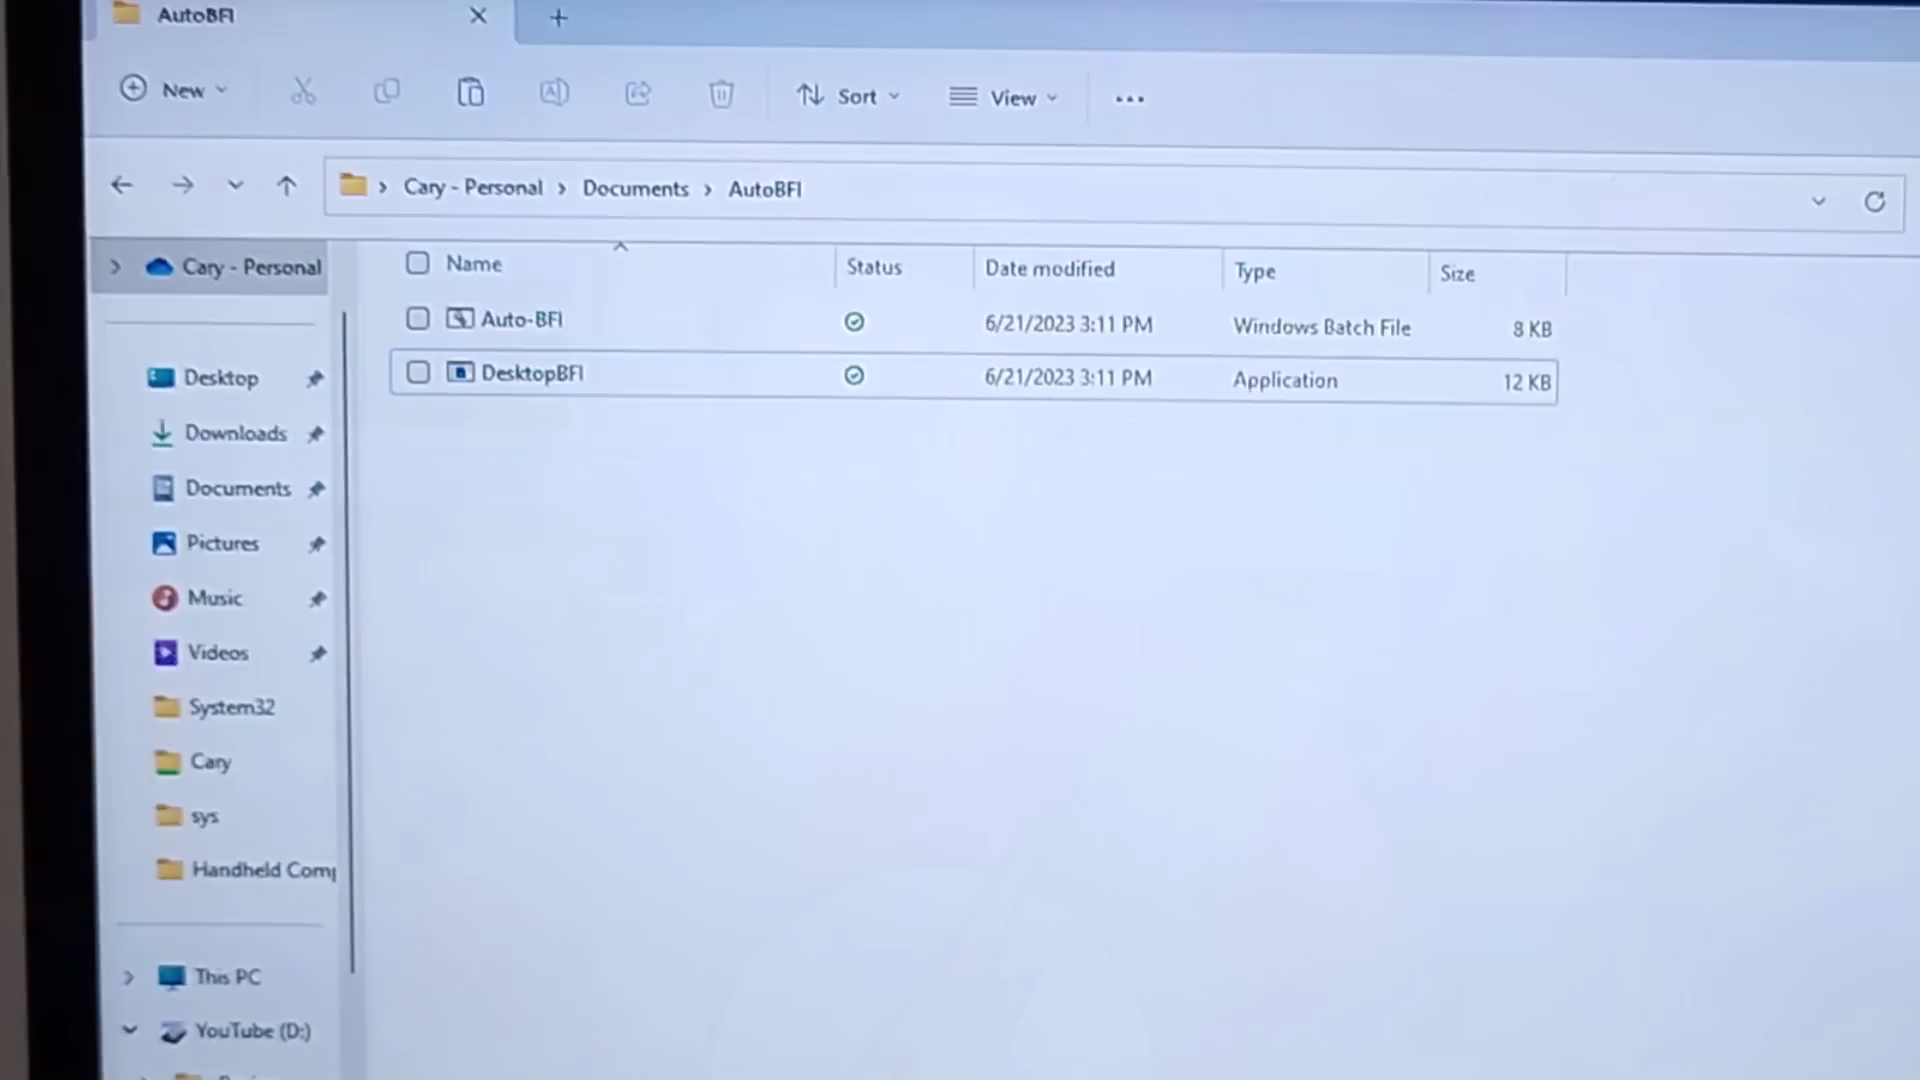 AutoBFI
New
Sort
View
Cary - Personal > Documents > AutoBFI
Cary - Personal
Name
Status
Date modified
Type
Size
Auto-BFI
6/21/2023 3:11 PM
Windows Batch File
8 KB
DesktopBFI
6/21/2023 3:11 PM
Application
12 KB
Desktop
Downloads
Documents
Pictures
Music
Videos
System32
Cary
sys
Handheld Comp
This PC
YouTube (D:)